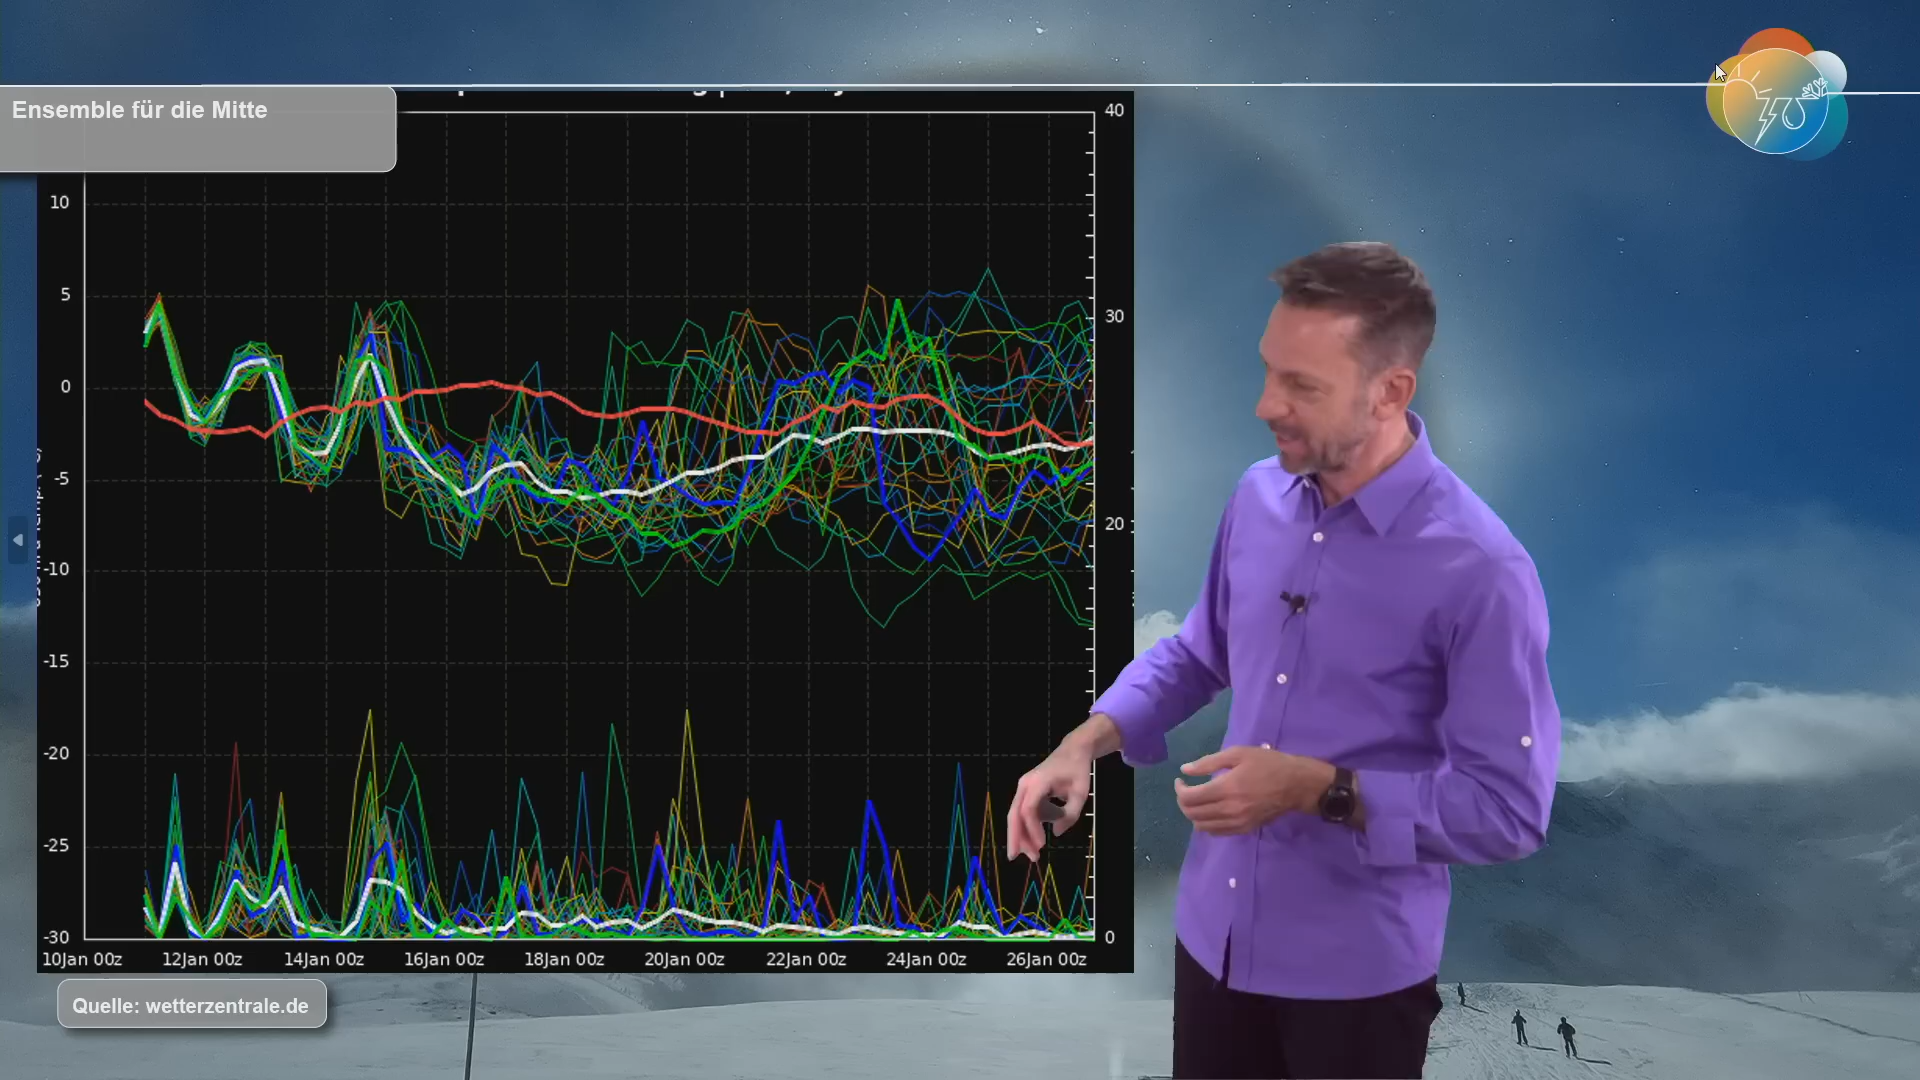 Ensemble für die Mitte
40
10
5
30
0
-5
20
-10
-15
-20
-25
-30
0
10Jan 00z
12Jan 00z
14Jan 00z
16Jan 00z
18Jan 00z
20Jan 00z
22Jan 00z
24Jan 00z
26Jan 00z
Quelle: wetterzentrale.de